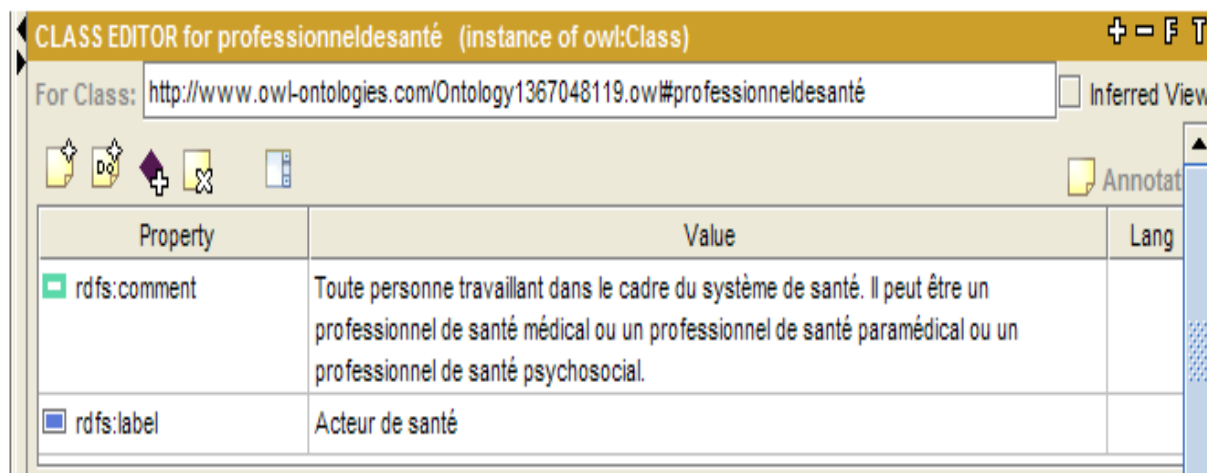 CLASS EDITOR for professionneldesanté (instance of owl:Class)
For Class: http://www.owl-ontologies.com/Ontology1367048119.owl#professionneldesanté Inferred View
Annotat
Property Value Lang
rdfs:comment Toute personne travaillant dans le cadre du système de santé. Il peut être un
professionnel de santé médical ou un professionnel de santé paramédical ou un
professionnel de santé psychosocial.
rdfs:label Acteur de santé